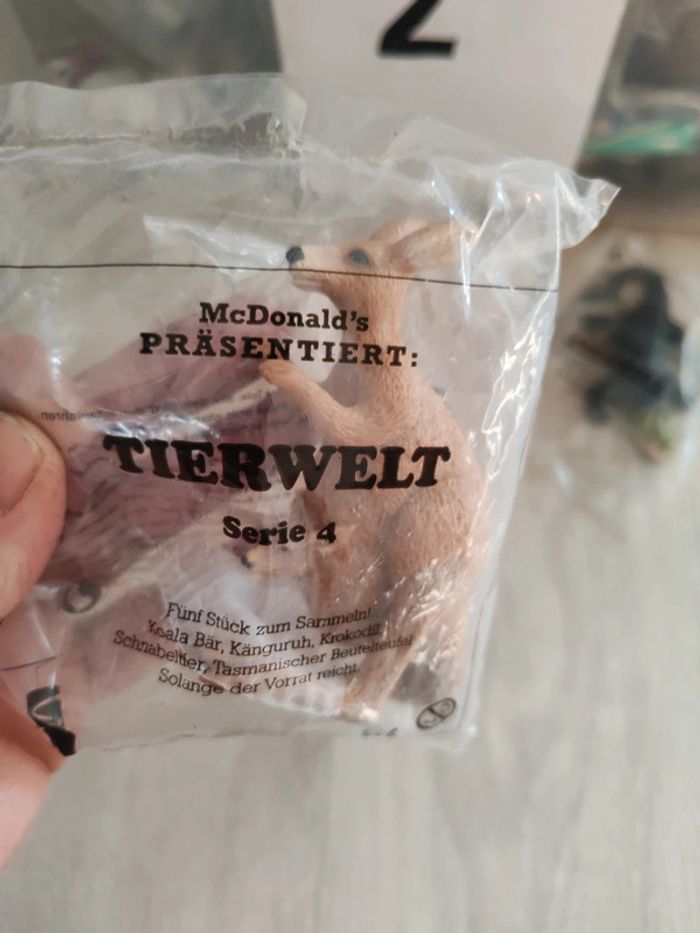 2
McDonald's
PRÄSENTIERT:
TIERWELT
Serie 4
Fünf Stück zum Sammeln!
Koala Bär, Känguruh, Krokodil,
Schnabeltier, Tasmanischer Beutelteufel
Solange der Vorrat reicht.